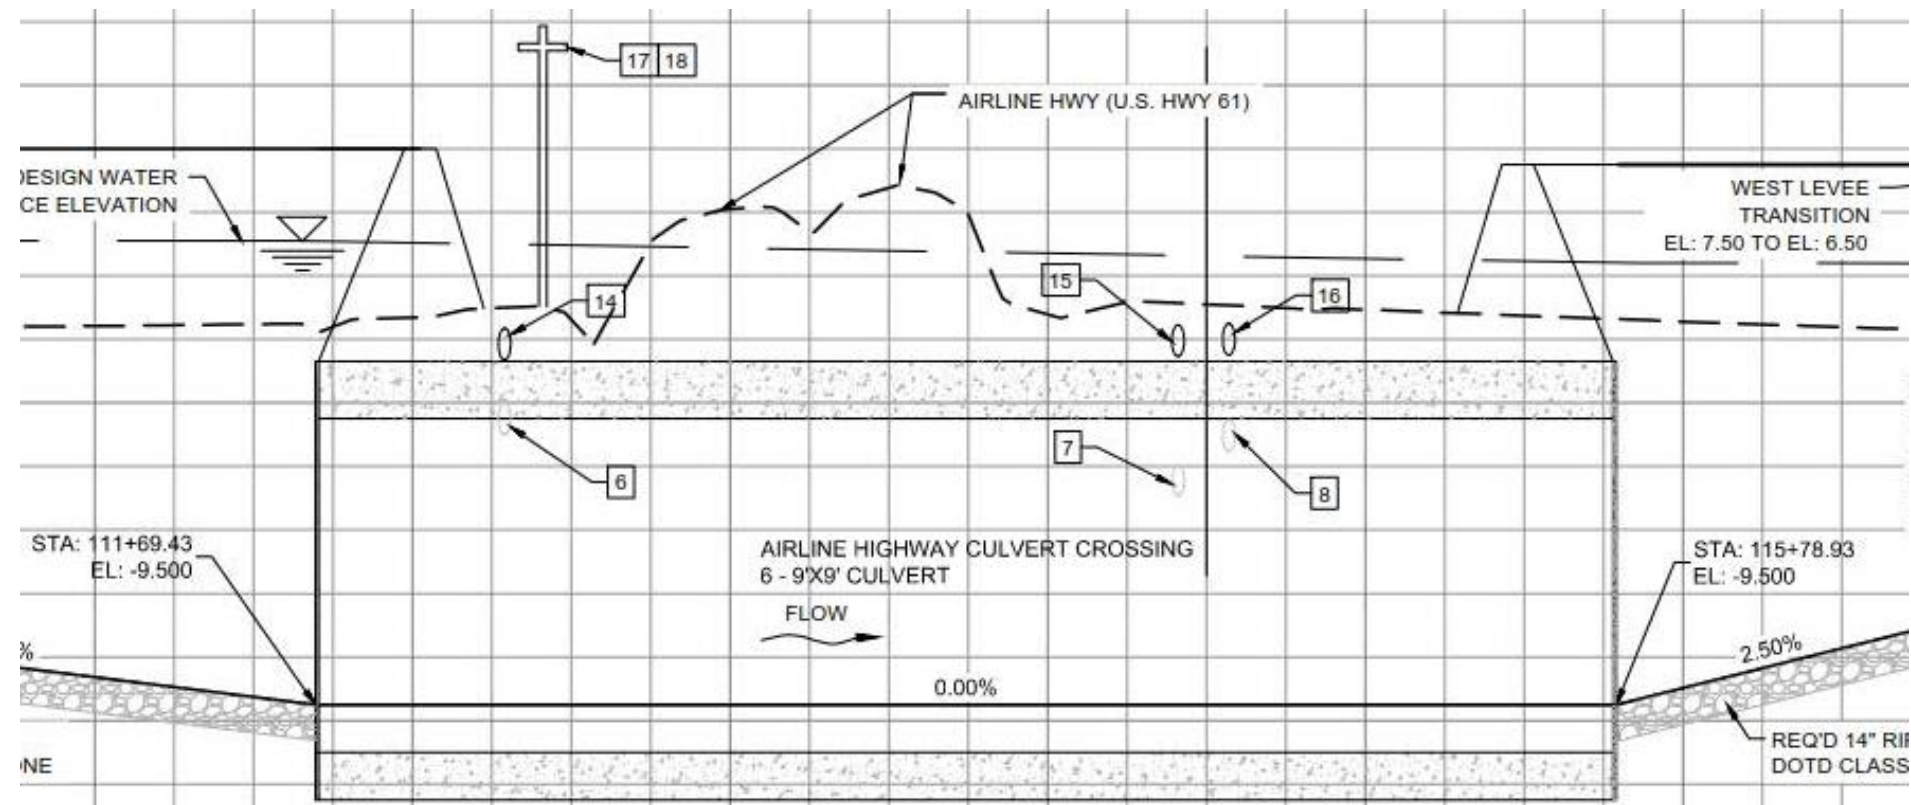 17 18
AIRLINE HWY (U.S. HWY 61)
DESIGN WATER
CE ELEVATION
WEST LEVEE
TRANSITION
EL: 7.50 TO EL: 6.50
14
15
16
6
7
8
STA: 111+69.43
EL: -9.500
AIRLINE HIGHWAY CULVERT CROSSING
6 - 9'X9' CULVERT
FLOW
STA: 115+78.93
EL: -9.500
%
2.50%
0.00%
REQ'D 14" RIP
DOTD CLASS
NE